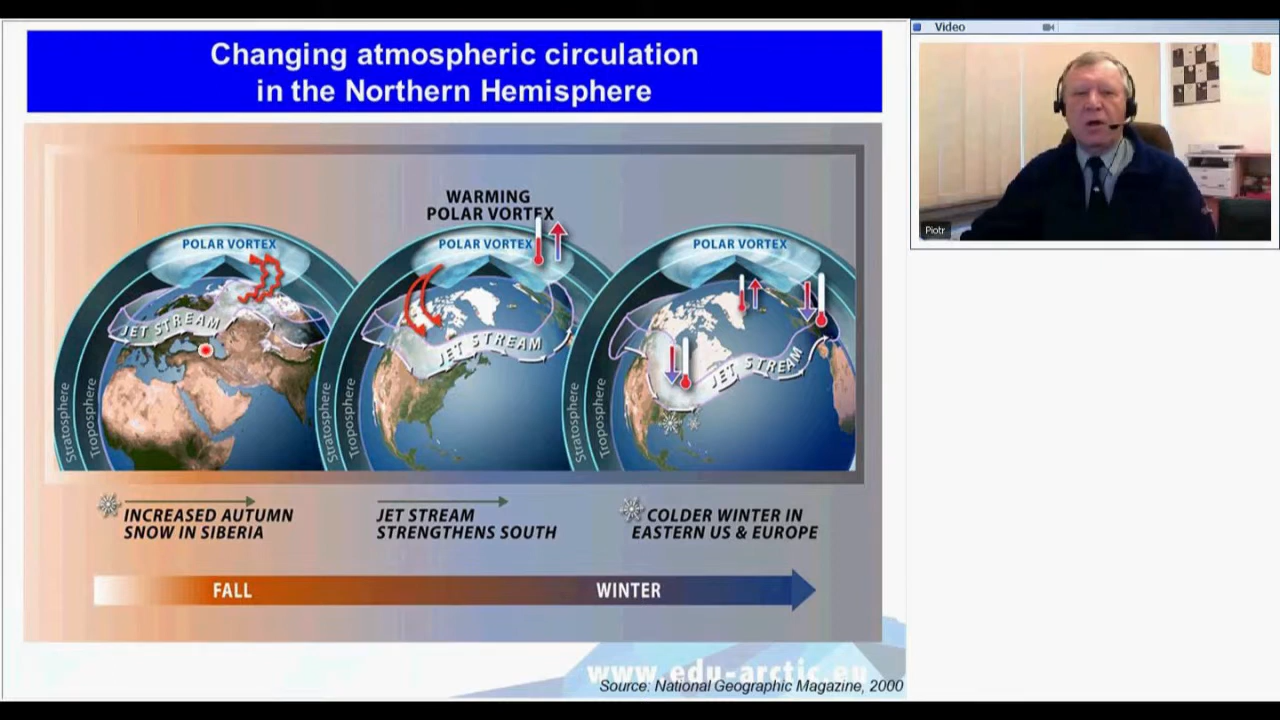 Changing atmospheric circulation
in the Northern Hemisphere
Video
Piotr
WARMING
POLAR VORTEX
POLAR VORTEX
POLAR VORTEX
POLAR VORTEX
JET STREAM
JET STREAM
JET STREAM
Stratosphere
Troposphere
Stratosphere
Troposphere
Stratosphere
Troposphere
INCREASED AUTUMN
SNOW IN SIBERIA
JET STREAM
STRENGTHENS SOUTH
COLDER WINTER IN
EASTERN US & EUROPE
FALL
WINTER
www.edu-arctic.eu
Source: National Geographic Magazine, 2000